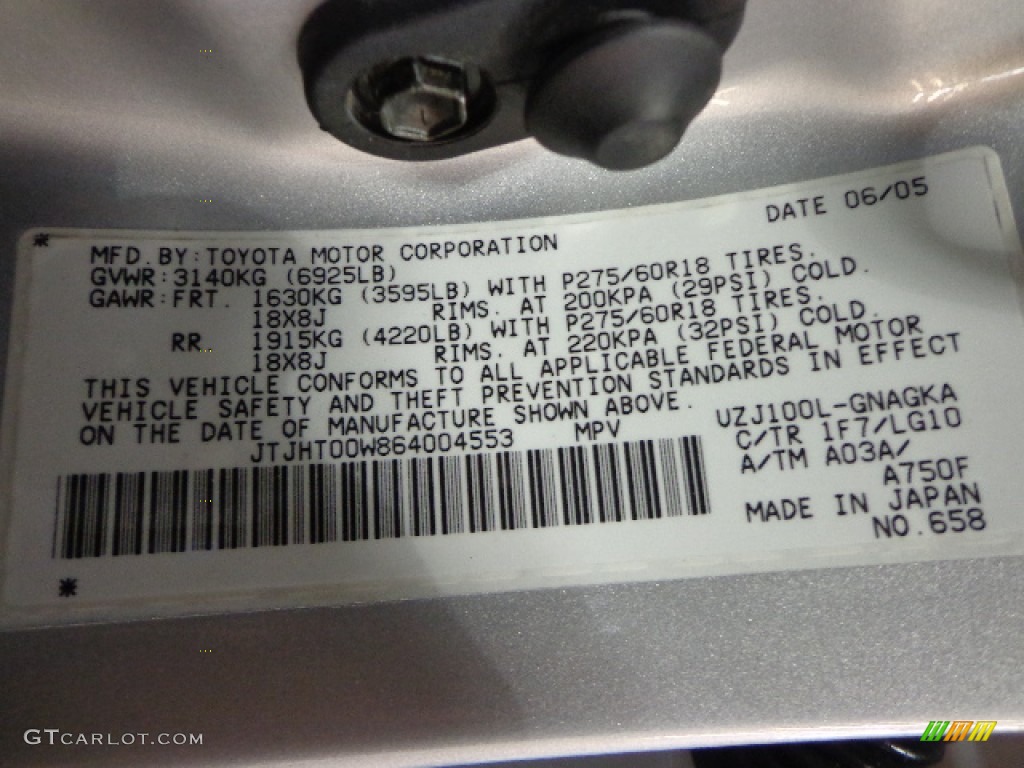 DATE 06/05
MFD. BY: TOYOTA MOTOR CORPORATION
GVWR: 3140KG (6925LB)
GAWR: FRT. 1630KG (3595LB) WITH P275/60R18 TIRES.
18X8J RIMS. AT 200KPA (29PSI) COLD.
RR. 1915KG (4220LB) WITH P275/60R18 TIRES.
18X8J RIMS. AT 220KPA (32PSI) COLD.
THIS VEHICLE CONFORMS TO ALL APPLICABLE FEDERAL MOTOR
VEHICLE SAFETY AND THEFT PREVENTION STANDARDS IN EFFECT
ON THE DATE OF MANUFACTURE SHOWN ABOVE.
JTJHT00W864004553 MPV
UZJ100L-GNAGKA
C/TR 1F7/LG10
A/TM A03A/
A750F
MADE IN JAPAN
NO.658
GTCARLOT.COM